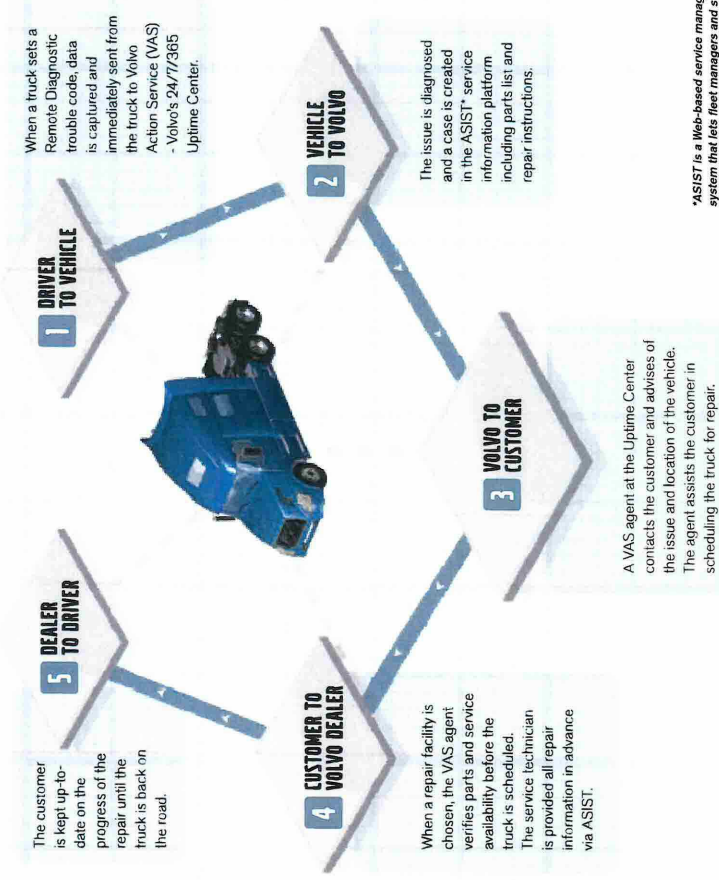 1
DRIVER
TO VEHICLE
When a truck sets a
Remote Diagnostic
trouble code, data
is captured and
immediately sent from
the truck to Volvo
Action Service (VAS)
- Volvo's 24/7/365
Uptime Center.
2
VEHICLE
TO VOLVO
The issue is diagnosed
and a case is created
in the ASIST* service
information platform
including parts list and
repair instructions.
3
VOLVO TO
CUSTOMER
A VAS agent at the Uptime Center
contacts the customer and advises of
the issue and location of the vehicle.
The agent assists the customer in
scheduling the truck for repair.
4
CUSTOMER TO
VOLVO DEALER
When a repair facility is
chosen, the VAS agent
verifies parts and service
availability before the
truck is scheduled.
The service technician
is provided all repair
information in advance
via ASIST.
5
DEALER
TO DRIVER
The customer
is kept up-to-
date on the
progress of the
repair until the
truck is back on
the road.
*ASIST is a Web-based service manag
system that lets fleet managers and s